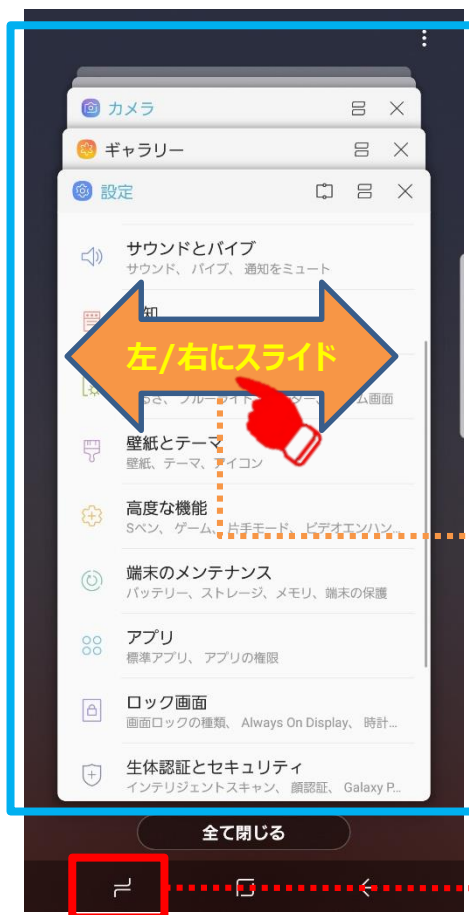 カメラ
ギャラリー
設定
サウンドとバイブ
サウンド、 バイブ、 通知をミュート
知
左/右にスライド
壁紙とテーマ
壁紙、テーマ、アイコン
高度な機能
Sペン、 ゲーム、 片手モード、 ビデオエンハン...
端末のメンテナンス
バッテリー、ストレージ、メモリ、端末の保護
アプリ
標準アプリ、 アプリの権限
ロック画面
画面ロックの種類、 Always On Display、 時計...
生体認証とセキュリティ
インテリジェントスキャン、 顔認証、 Galaxy P...
全て閉じる